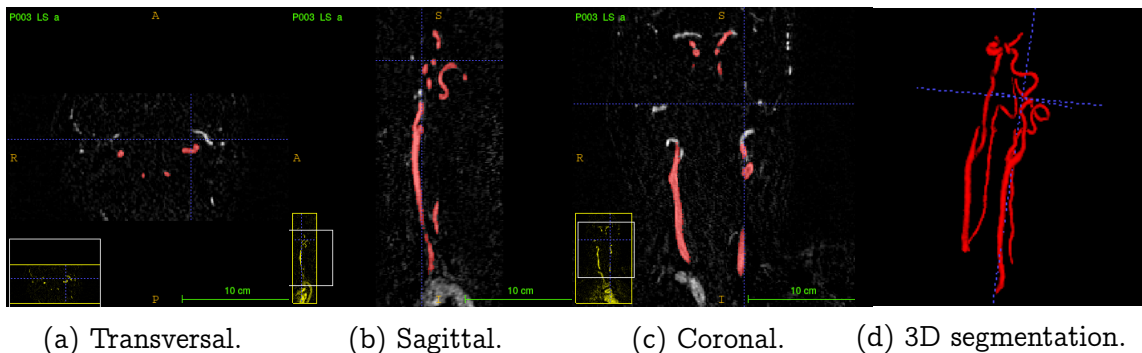 P003 LS a
A
R
P
10 cm
P003 LS a
S
A
I
10 cm
P003 LS a
S
R
I
10 cm
(a) Transversal.
(b) Sagittal.
(c) Coronal.
(d) 3D segmentation.